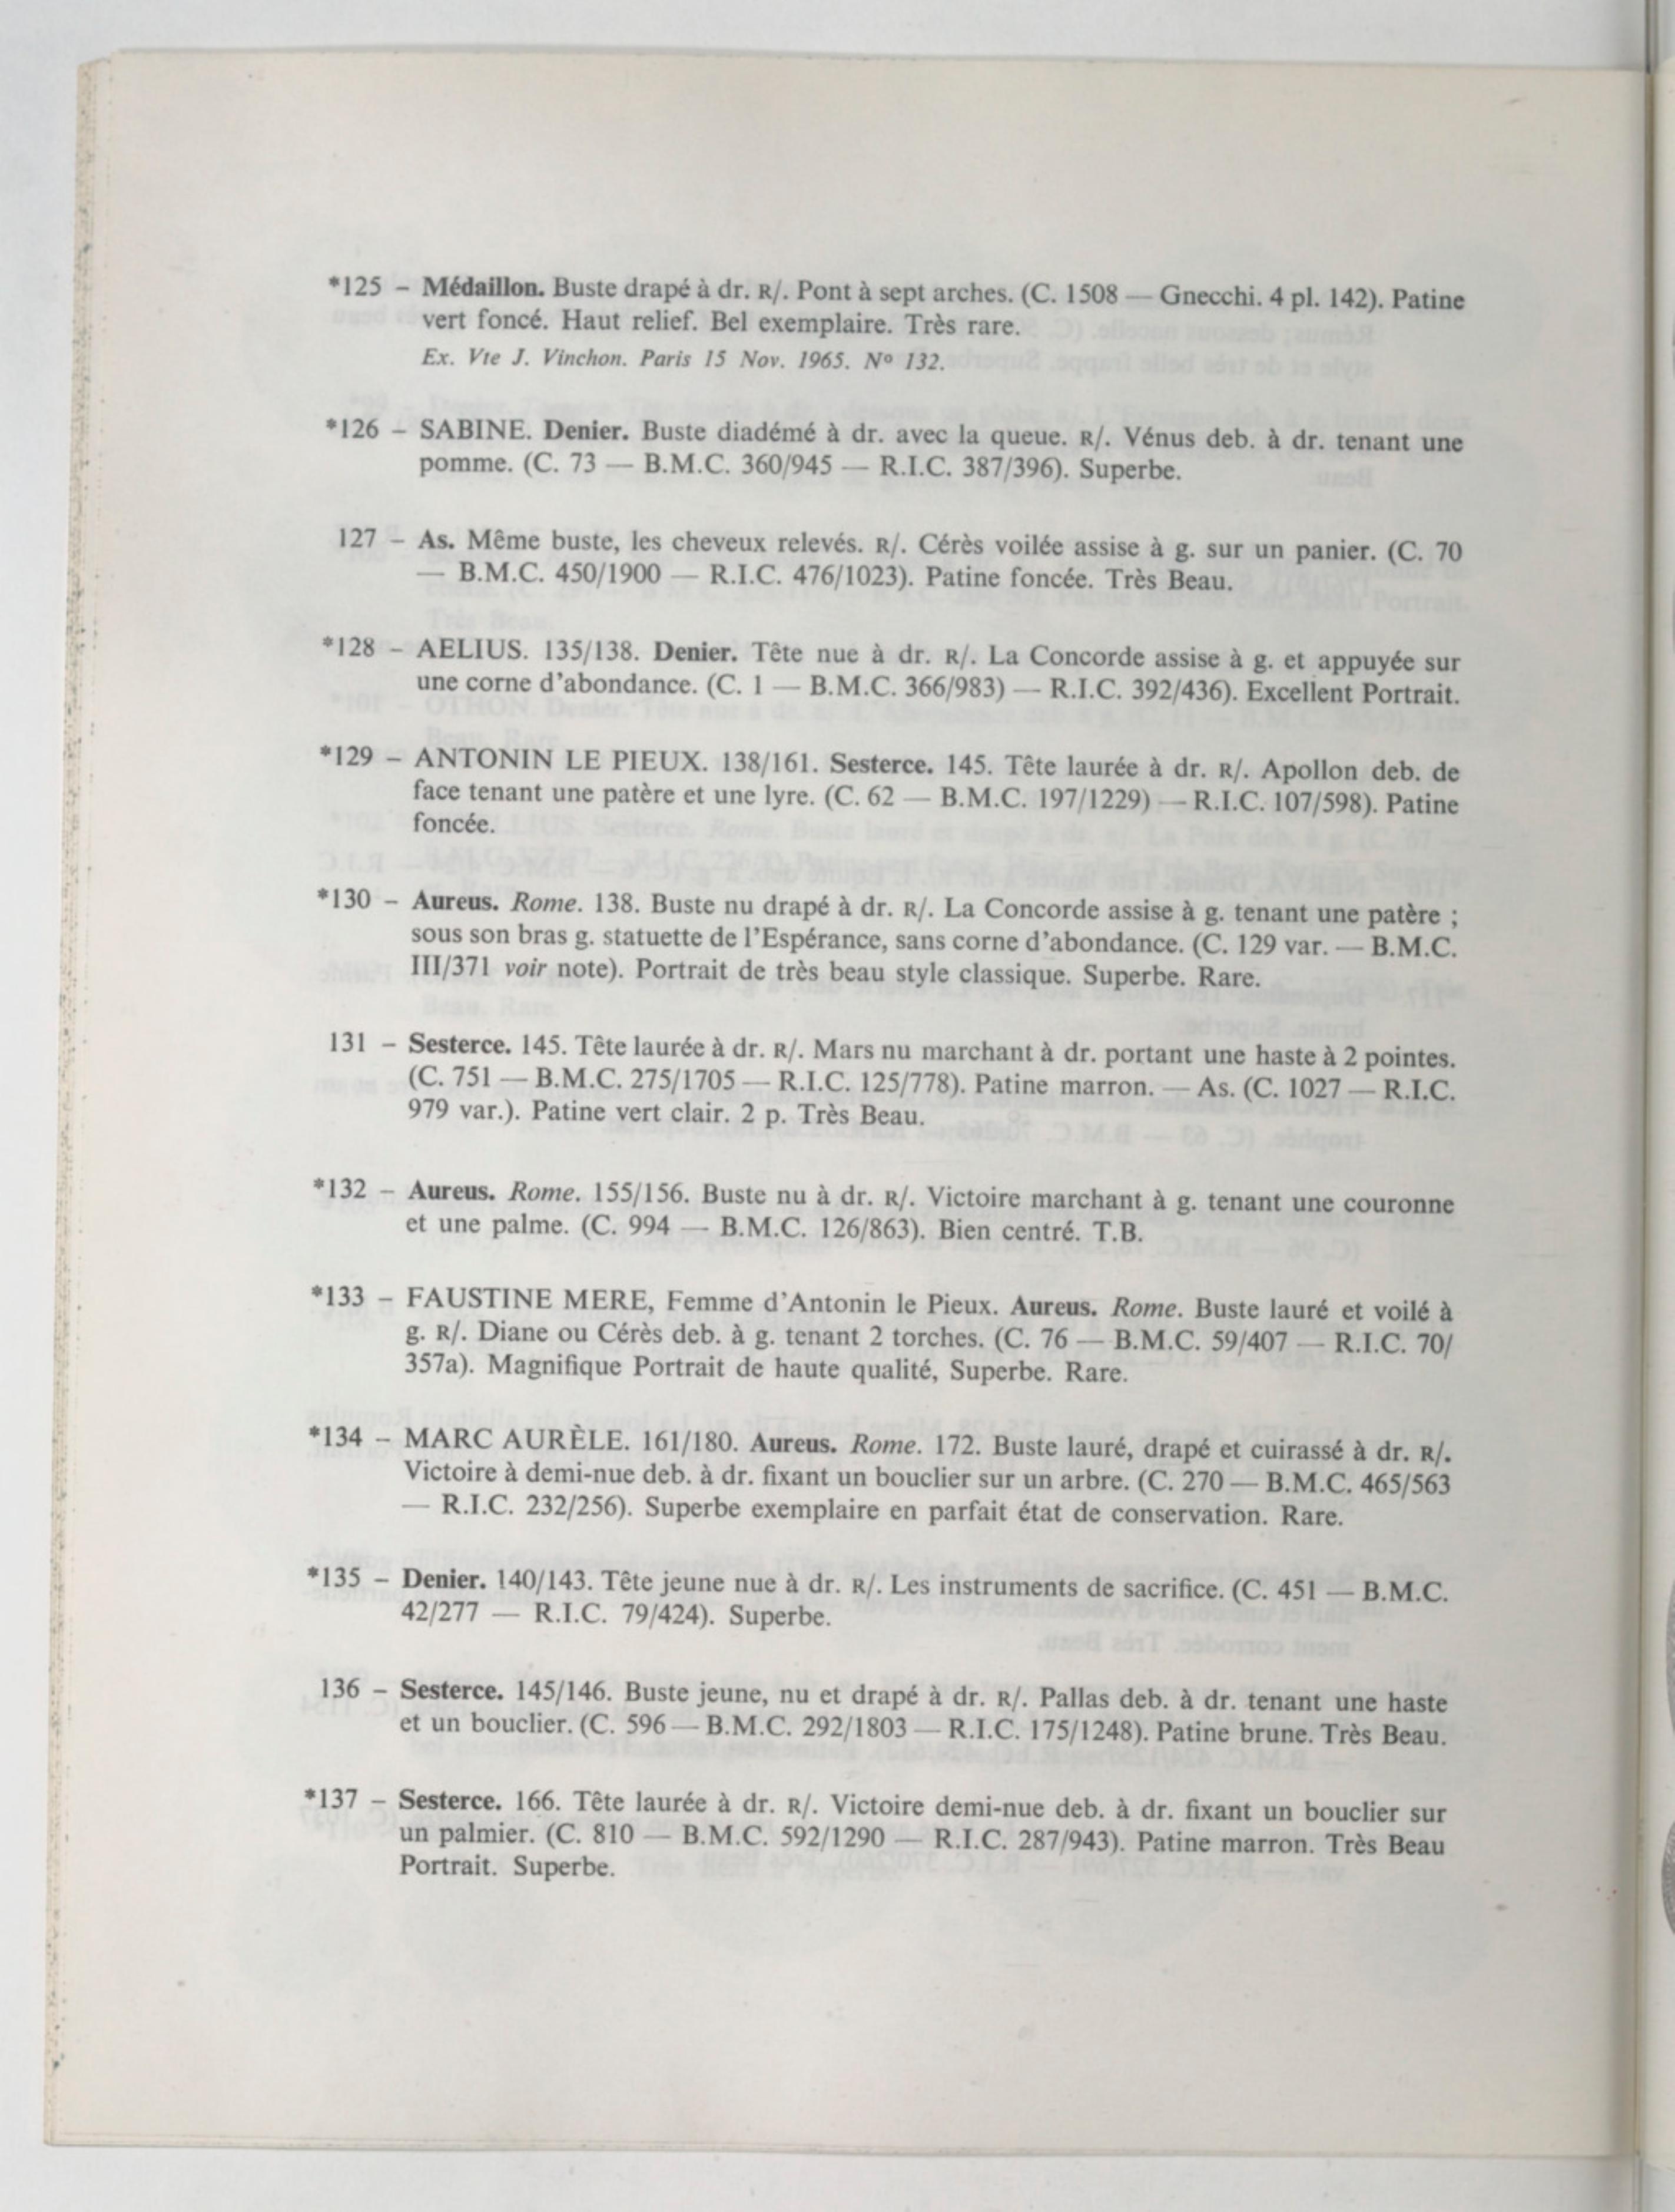 *125 – Médaillon. Buste drapé à dr. R/. Pont à sept arches. (C. 1508 — Gnecchi. 4 pl. 142). Patine
vert foncé. Haut relief. Bel exemplaire. Très rare.
Ex. Vte J. Vinchon. Paris 15 Nov. 1965. Nº 132.
*126 – SABINE. Denier. Buste diadémé à dr. avec la queue. R/. Vénus deb. à dr. tenant une
pomme. (C. 73 — B.M.C. 360/945 — R.I.C. 387/396). Superbe.
127 – As. Même buste, les cheveux relevés. R/. Cérès voilée assise à g. sur un panier. (C. 70
— B.M.C. 450/1900 — R.I.C. 476/1023). Patine foncée. Très Beau.
*128 – AELIUS. 135/138. Denier. Tête nue à dr. R/. La Concorde assise à g. et appuyée sur
une corne d'abondance. (C. 1 — B.M.C. 366/983) — R.I.C. 392/436). Excellent Portrait.
*129 – ANTONIN LE PIEUX. 138/161. Sesterce. 145. Tête laurée à dr. R/. Apollon deb. de
face tenant une patère et une lyre. (C. 62 — B.M.C. 197/1229) — R.I.C. 107/598). Patine
foncée.
*130 – Aureus. Rome. 138. Buste nu drapé à dr. R/. La Concorde assise à g. tenant une patère ;
sous son bras g. statuette de l'Espérance, sans corne d'abondance. (C. 129 var. — B.M.C.
III/371 voir note). Portrait de très beau style classique. Superbe. Rare.
131 – Sesterce. 145. Tête laurée à dr. R/. Mars nu marchant à dr. portant une haste à 2 pointes.
(C. 751 — B.M.C. 275/1705 — R.I.C. 125/778). Patine marron. — As. (C. 1027 — R.I.C.
979 var.). Patine vert clair. 2 p. Très Beau.
*132 – Aureus. Rome. 155/156. Buste nu à dr. R/. Victoire marchant à g. tenant une couronne
et une palme. (C. 994 — B.M.C. 126/863). Bien centré. T.B.
*133 – FAUSTINE MERE, Femme d'Antonin le Pieux. Aureus. Rome. Buste lauré et voilé à
g. R/. Diane ou Cérès deb. à g. tenant 2 torches. (C. 76 — B.M.C. 59/407 — R.I.C. 70/
357a). Magnifique Portrait de haute qualité, Superbe. Rare.
*134 – MARC AURÈLE. 161/180. Aureus. Rome. 172. Buste lauré, drapé et cuirassé à dr. R/.
Victoire à demi-nue deb. à dr. fixant un bouclier sur un arbre. (C. 270 — B.M.C. 465/563
— R.I.C. 232/256). Superbe exemplaire en parfait état de conservation. Rare.
*135 – Denier. 140/143. Tête jeune nue à dr. R/. Les instruments de sacrifice. (C. 451 — B.M.C.
42/277 — R.I.C. 79/424). Superbe.
136 – Sesterce. 145/146. Buste jeune, nu et drapé à dr. R/. Pallas deb. à dr. tenant une haste
et un bouclier. (C. 596 — B.M.C. 292/1803 — R.I.C. 175/1248). Patine brune. Très Beau.
*137 – Sesterce. 166. Tête laurée à dr. R/. Victoire demi-nue deb. à dr. fixant un bouclier sur
un palmier. (C. 810 — B.M.C. 592/1290 — R.I.C. 287/943). Patine marron. Très Beau
Portrait. Superbe.